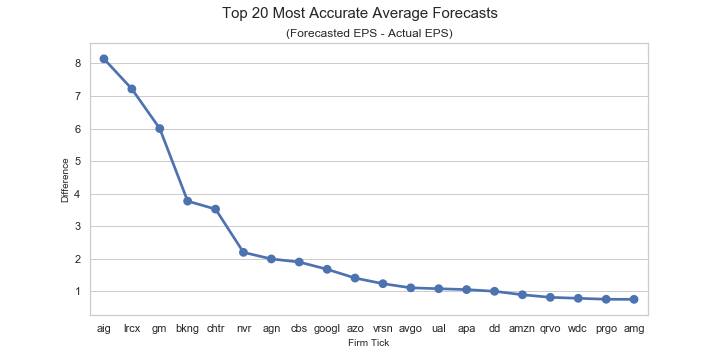 Top 20 Most Accurate Average Forecasts
(Forecasted EPS - Actual EPS)
8
7
6
5
4
3
2
1
Difference
aig lrcx gm bkng chtr nvr agn cbs googl azo vrsn avgo ual apa dd amzn qrvo wdc prgo amg
Firm Tick